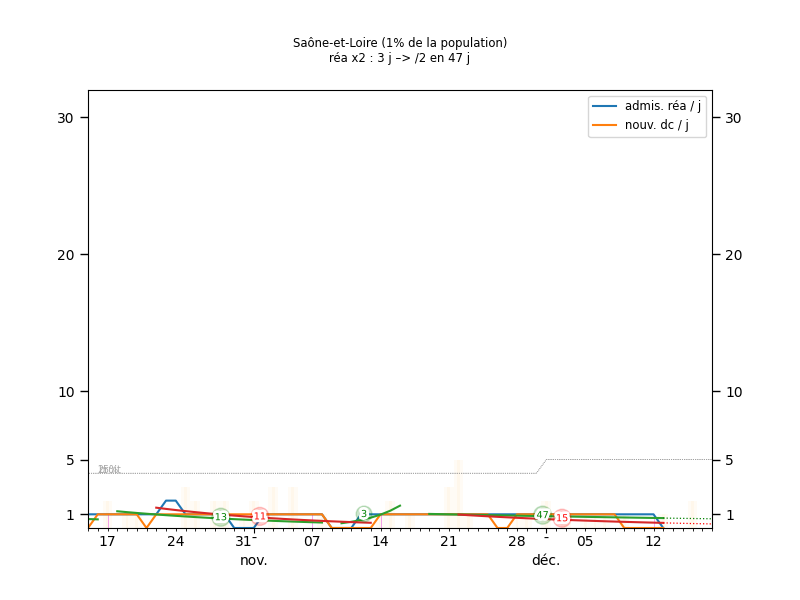 Saône-et-Loire (1% de la population)
réa x2 : 3 j –> /2 en 47 j
admis. réa / j
nouv. dc / j
30 30
20 20
10 10
5 5
1 1
13 11 3 47 15
17 24 31 07 14 21 28 05 12
nov. déc.